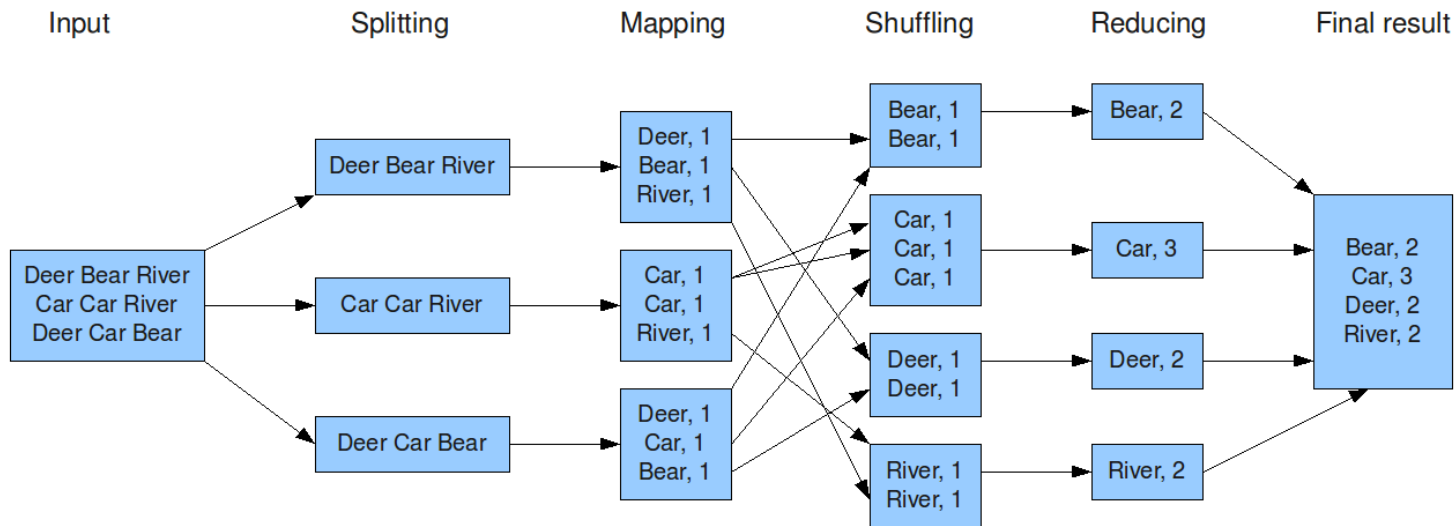 Input
Splitting
Mapping
Shuffling
Reducing
Final result
Deer Bear River
Car Car River
Deer Car Bear
Deer Bear River
Car Car River
Deer Car Bear
Deer, 1
Bear, 1
River, 1
Car, 1
Car, 1
River, 1
Deer, 1
Car, 1
Bear, 1
Bear, 1
Bear, 1
Car, 1
Car, 1
Car, 1
Deer, 1
Deer, 1
River, 1
River, 1
Bear, 2
Car, 3
Deer, 2
River, 2
Bear, 2
Car, 3
Deer, 2
River, 2